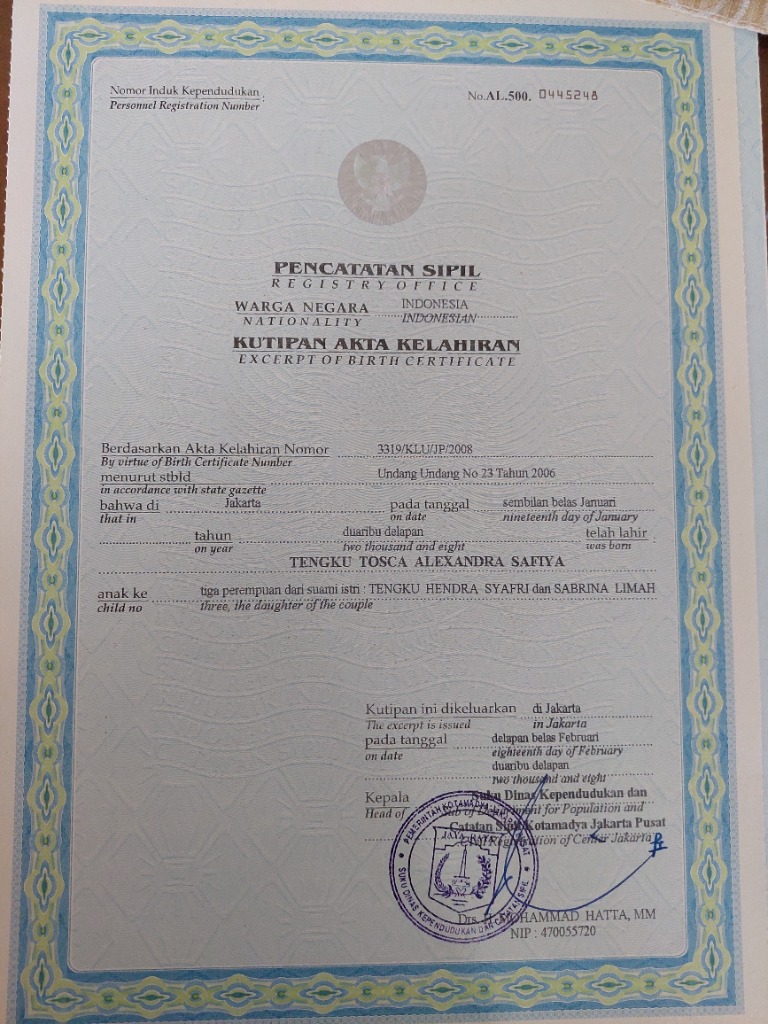 Nomor Induk Kependudukan :
Personnel Registration Number
No.AL.500. 0445248
PENCATATAN SIPIL
REGISTRY OFFICE
WARGA NEGARA INDONESIA
NATIONALITY INDONESIAN
KUTIPAN AKTA KELAHIRAN
EXCERPT OF BIRTH CERTIFICATE
Berdasarkan Akta Kelahiran Nomor 3319/KLU/JP/2008
By virtue of Birth Certificate Number
menurut stbld Undang Undang No 23 Tahun 2006
in accordance with state gazette
bahwa di Jakarta pada tanggal sembilan belas Januari
that in on date nineteenth day of January
tahun duaribu delapan telah lahir
on year two thousand and eight was born
TENGKU TOSCA ALEXANDRA SAFIYA
anak ke tiga perempuan dari suami istri : TENGKU HENDRA SYAFRI dan SABRINA LIMAH
child no three, the daughter of the couple
Kutipan ini dikeluarkan di Jakarta
The excerpt is issued in Jakarta
pada tanggal delapan belas Februari
on date eighteenth day of February
duaribu delapan
two thousand and eight
Kepala Suku Dinas Kependudukan dan
Head of Sub of Department for Population and
Catatan Sipil Kotamadya Jakarta Pusat
Registration of Center Jakarta
JAYA RAYA
SUKU DINAS KEPENDUDUKAN DAN CATATAN SIPIL
Drs. H. MOHAMMAD HATTA, MM
NIP : 470055720